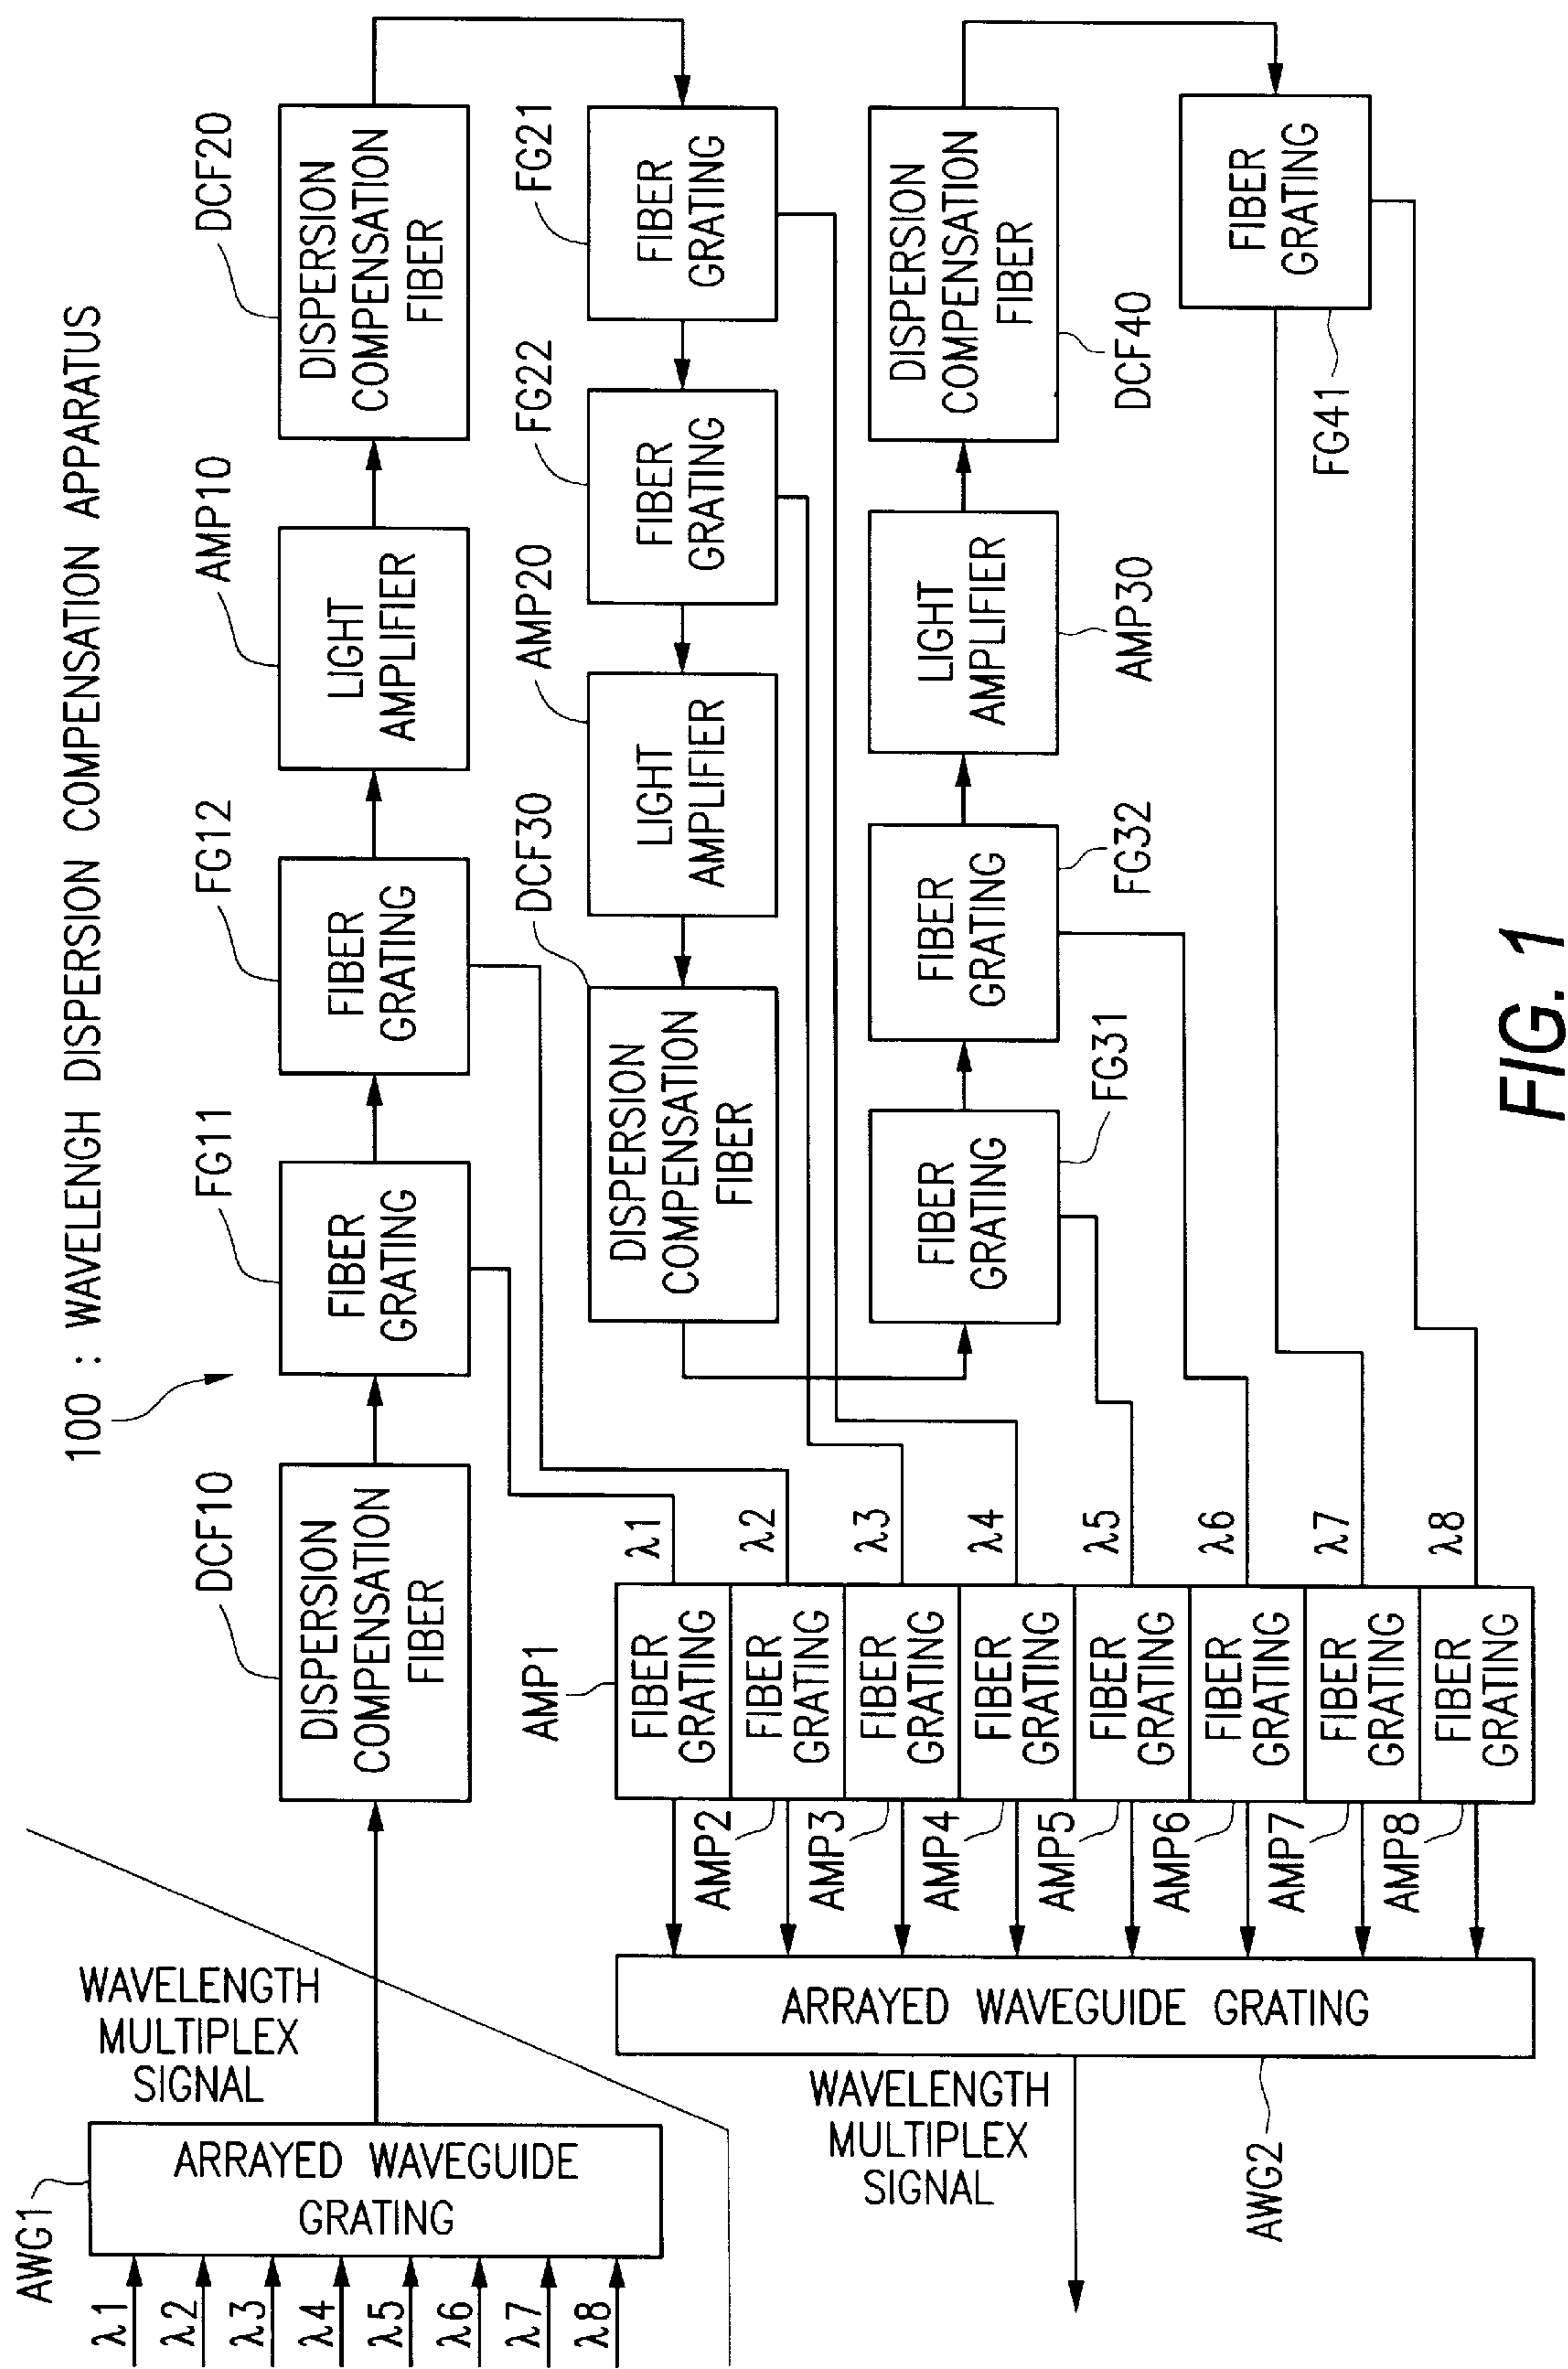 100 : WAVELENGH DISPERSION COMPENSATION APPARATUS
AWG1
λ1
λ2
λ3
λ4
λ5
λ6
λ7
λ8
ARRAYED WAVEGUIDE
GRATING
WAVELENGTH
MULTIPLEX
SIGNAL
DCF10
DISPERSION
COMPENSATION
FIBER
FG11
FIBER
GRATING
FG12
FIBER
GRATING
AMP10
LIGHT
AMPLIFIER
DCF20
DISPERSION
COMPENSATION
FIBER
FG21
FIBER
GRATING
FG22
FIBER
GRATING
AMP20
LIGHT
AMPLIFIER
DCF30
DISPERSION
COMPENSATION
FIBER
FIBER
GRATING
FG31
FIBER
GRATING
FG32
LIGHT
AMPLIFIER
AMP30
DISPERSION
COMPENSATION
FIBER
DCF40
FIBER
GRATING
FG41
λ1
λ2
λ3
λ4
λ5
λ6
λ7
λ8
AMP1
FIBER
GRATING
FIBER
GRATING
FIBER
GRATING
FIBER
GRATING
FIBER
GRATING
FIBER
GRATING
FIBER
GRATING
FIBER
GRATING
AMP2
AMP3
AMP4
AMP5
AMP6
AMP7
AMP8
ARRAYED WAVEGUIDE GRATING
WAVELENGTH
MULTIPLEX
SIGNAL
AWG2
FIG. 1